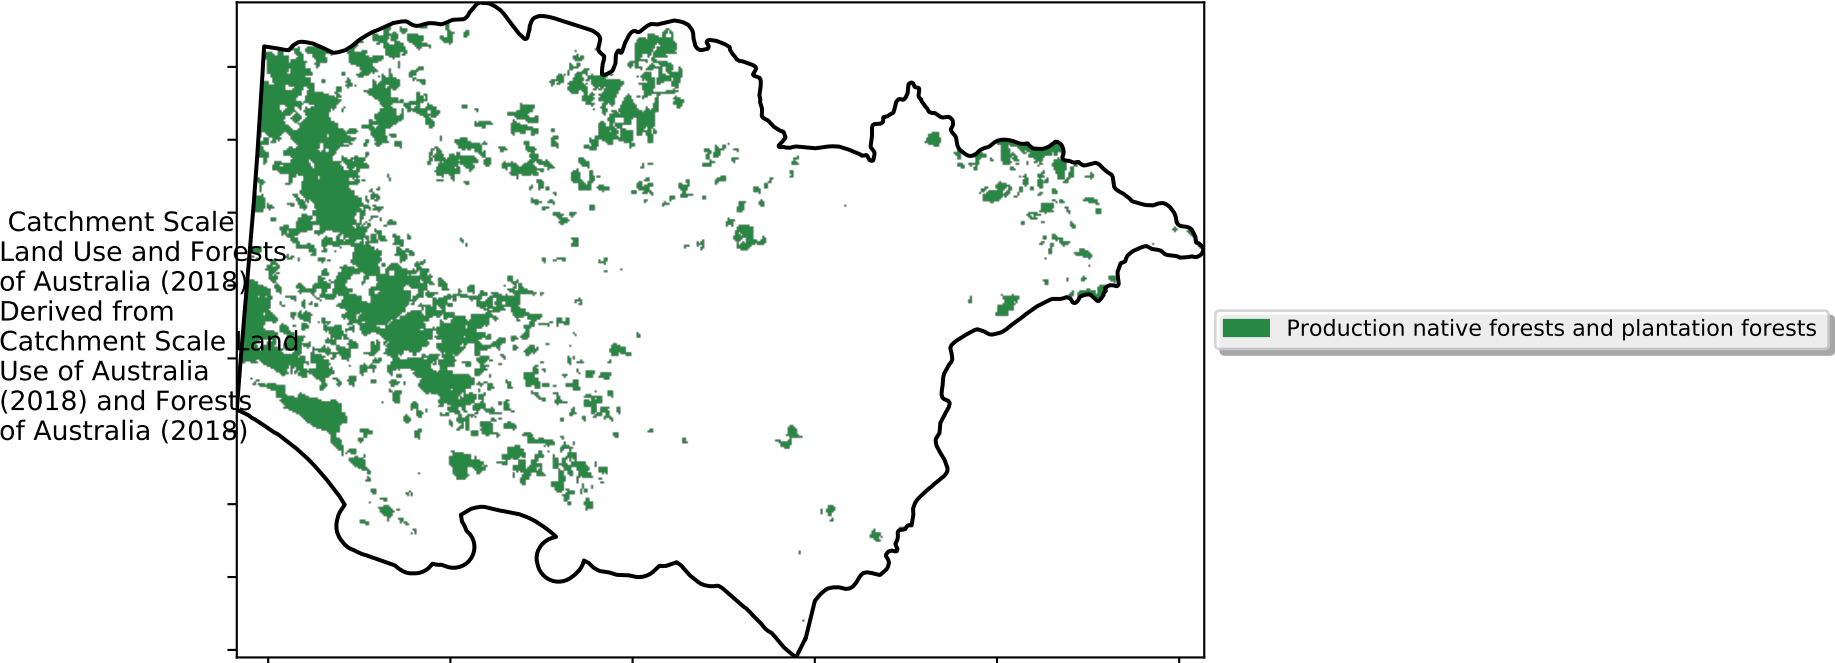 Catchment Scale
Land Use and Forests
of Australia (2018)
Derived from
Catchment Scale Land
Use of Australia
(2018) and Forests
of Australia (2018)
Production native forests and plantation forests